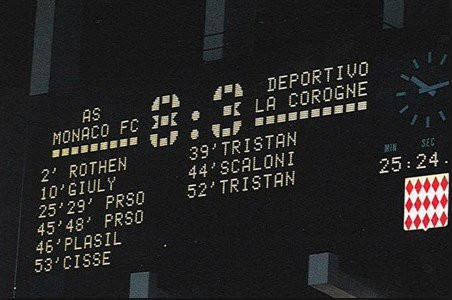 AS
MONACO FC
8:3
DEPORTIVO
LA COROGNE
2' ROTHEN
10'GIULY
25'29' PRSO
45'48' PRSO
46'PLASIL
53'CISSE
39'TRISTAN
44'SCALONI
52'TRISTAN
MIN SEC
25:24.